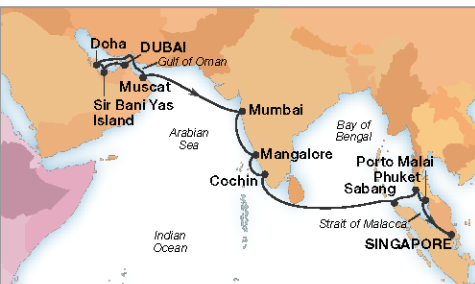 Doha
DUBAI
Gulf of Oman
Muscat
Sir Bani Yas
Island
Mumbai
Arabian
Sea
Bay of
Bengal
Mangalore
Porto Malai
Phuket
Cochin
Sabang
Strait of Malacca
SINGAPORE
Indian
Ocean